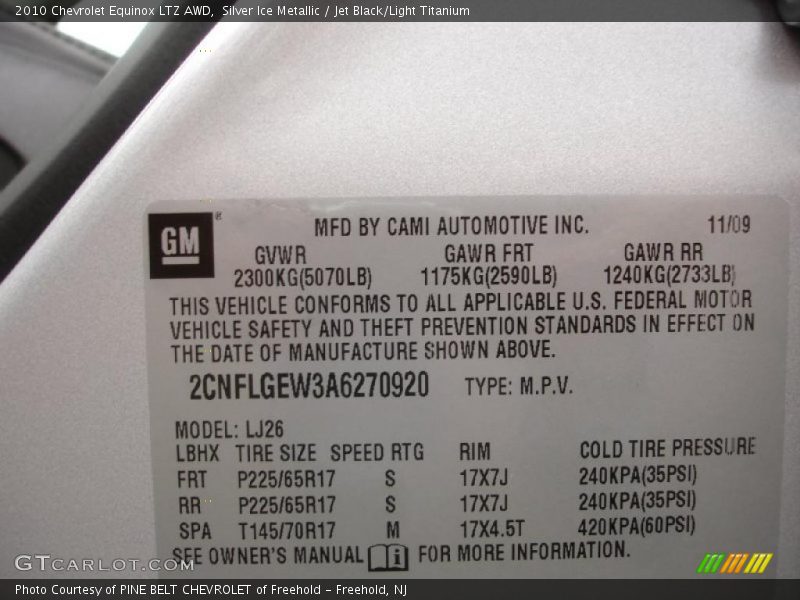 2010 Chevrolet Equinox LTZ AWD, Silver Ice Metallic / Jet Black/Light Titanium
GM® MFD BY CAMI AUTOMOTIVE INC. 11/09
GVWR GAWR FRT GAWR RR
2300KG(5070LB) 1175KG(2590LB) 1240KG(2733LB)
THIS VEHICLE CONFORMS TO ALL APPLICABLE U.S. FEDERAL MOTOR
VEHICLE SAFETY AND THEFT PREVENTION STANDARDS IN EFFECT ON
THE DATE OF MANUFACTURE SHOWN ABOVE.
2CNFLGEW3A6270920 TYPE: M.P.V.
MODEL: LJ26
LBHX TIRE SIZE SPEED RTG RIM COLD TIRE PRESSURE
FRT P225/65R17 S 17X7J 240KPA(35PSI)
RR P225/65R17 S 17X7J 240KPA(35PSI)
SPA T145/70R17 M 17X4.5T 420KPA(60PSI)
SEE OWNER'S MANUAL i FOR MORE INFORMATION.
GTCARLOT.COM
Photo Courtesy of PINE BELT CHEVROLET of Freehold - Freehold, NJ